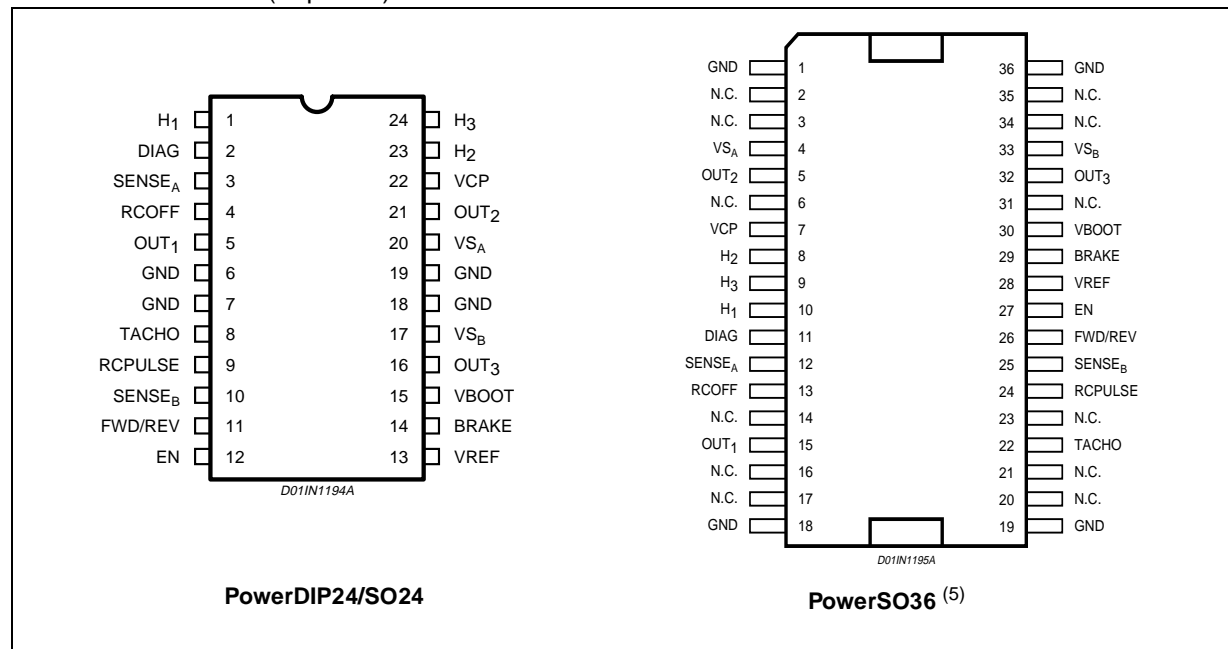 H1 1 24 H3
DIAG 2 23 H2
SENSEA 3 22 VCP
RCOFF 4 21 OUT2
OUT1 5 20 VSA
GND 6 19 GND
GND 7 18 GND
TACHO 8 17 VSB
RCPULSE 9 16 OUT3
SENSEB 10 15 VBOOT
FWD/REV 11 14 BRAKE
EN 12 13 VREF
D01IN1194A
PowerDIP24/SO24
GND 1 36 GND
N.C. 2 35 N.C.
N.C. 3 34 N.C.
VSA 4 33 VSB
OUT2 5 32 OUT3
N.C. 6 31 N.C.
VCP 7 30 VBOOT
H2 8 29 BRAKE
H3 9 28 VREF
H1 10 27 EN
DIAG 11 26 FWD/REV
SENSEA 12 25 SENSEB
RCOFF 13 24 RCPULSE
N.C. 14 23 N.C.
OUT1 15 22 TACHO
N.C. 16 21 N.C.
N.C. 17 20 N.C.
GND 18 19 GND
D01IN1195A
PowerSO36 (5)